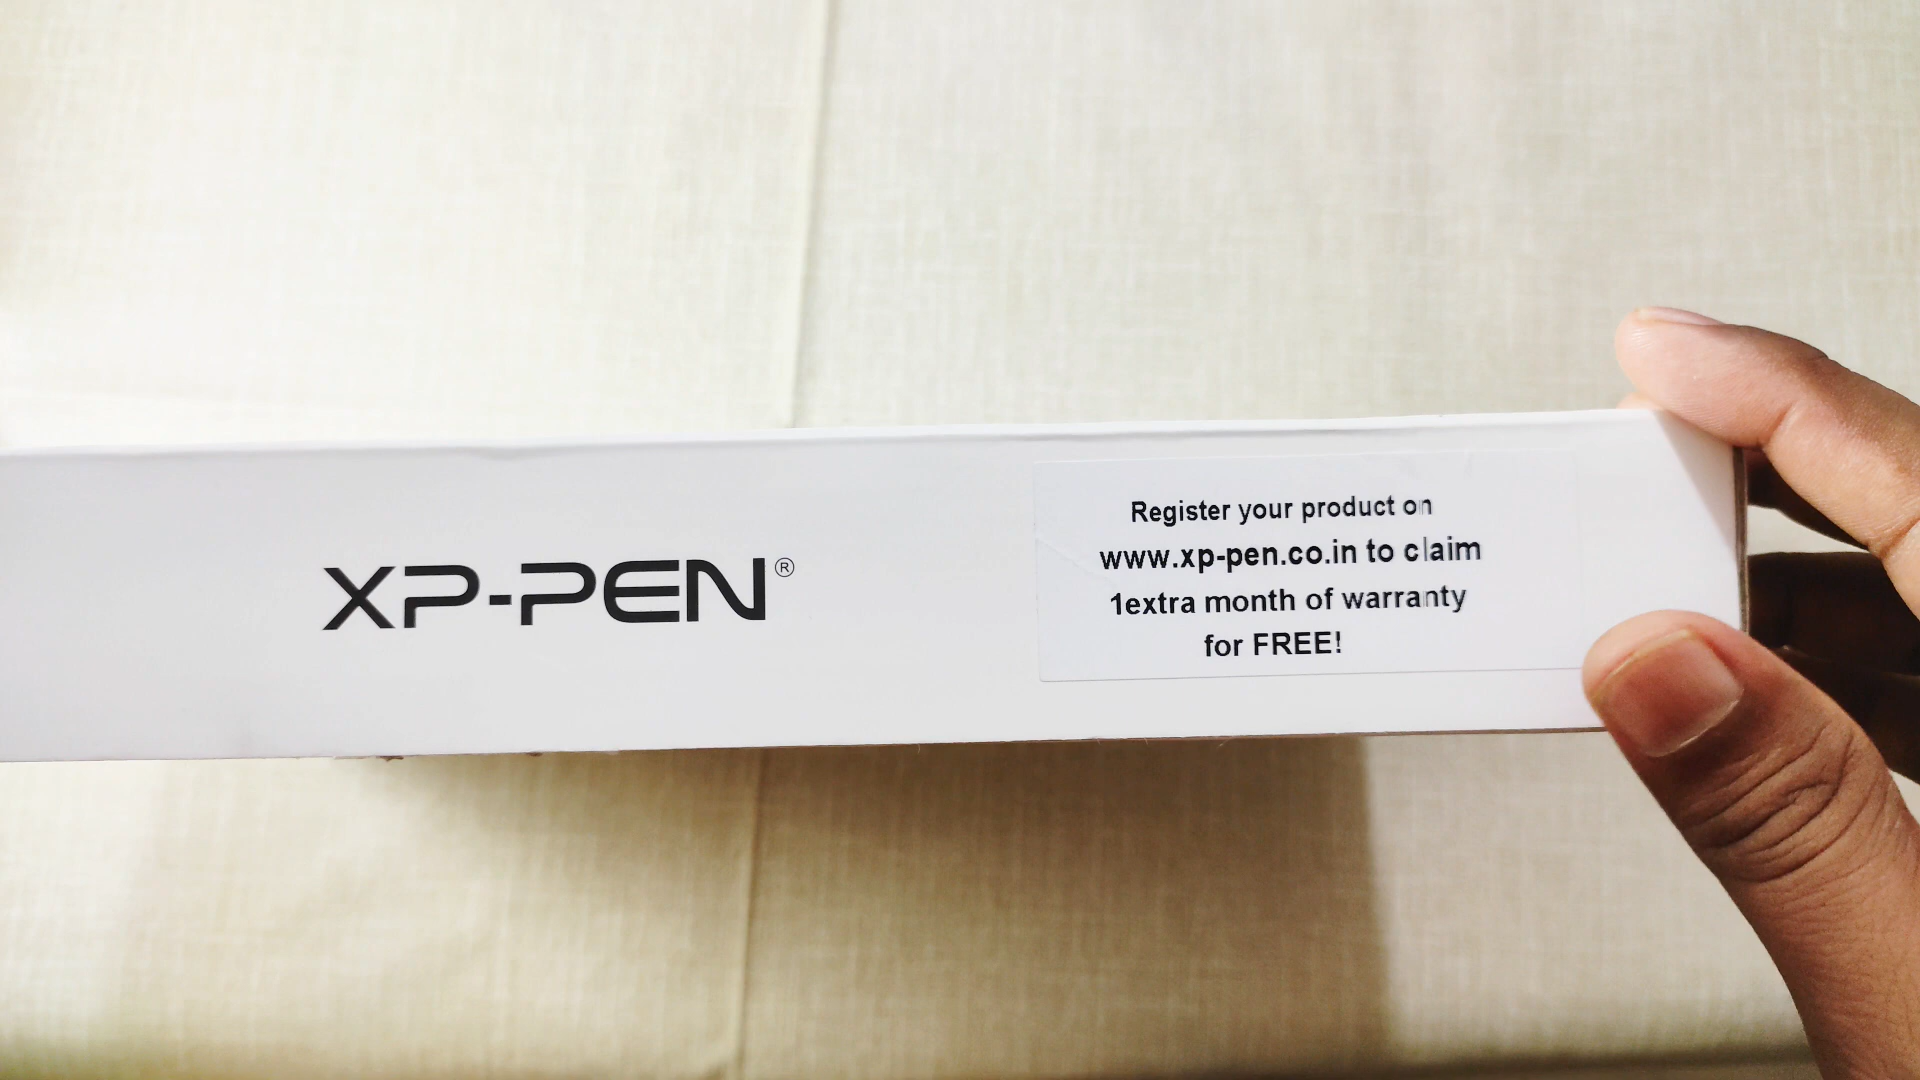 XP-PEN®
Register your product on
www.xp-pen.co.in to claim
1extra month of warranty
for FREE!